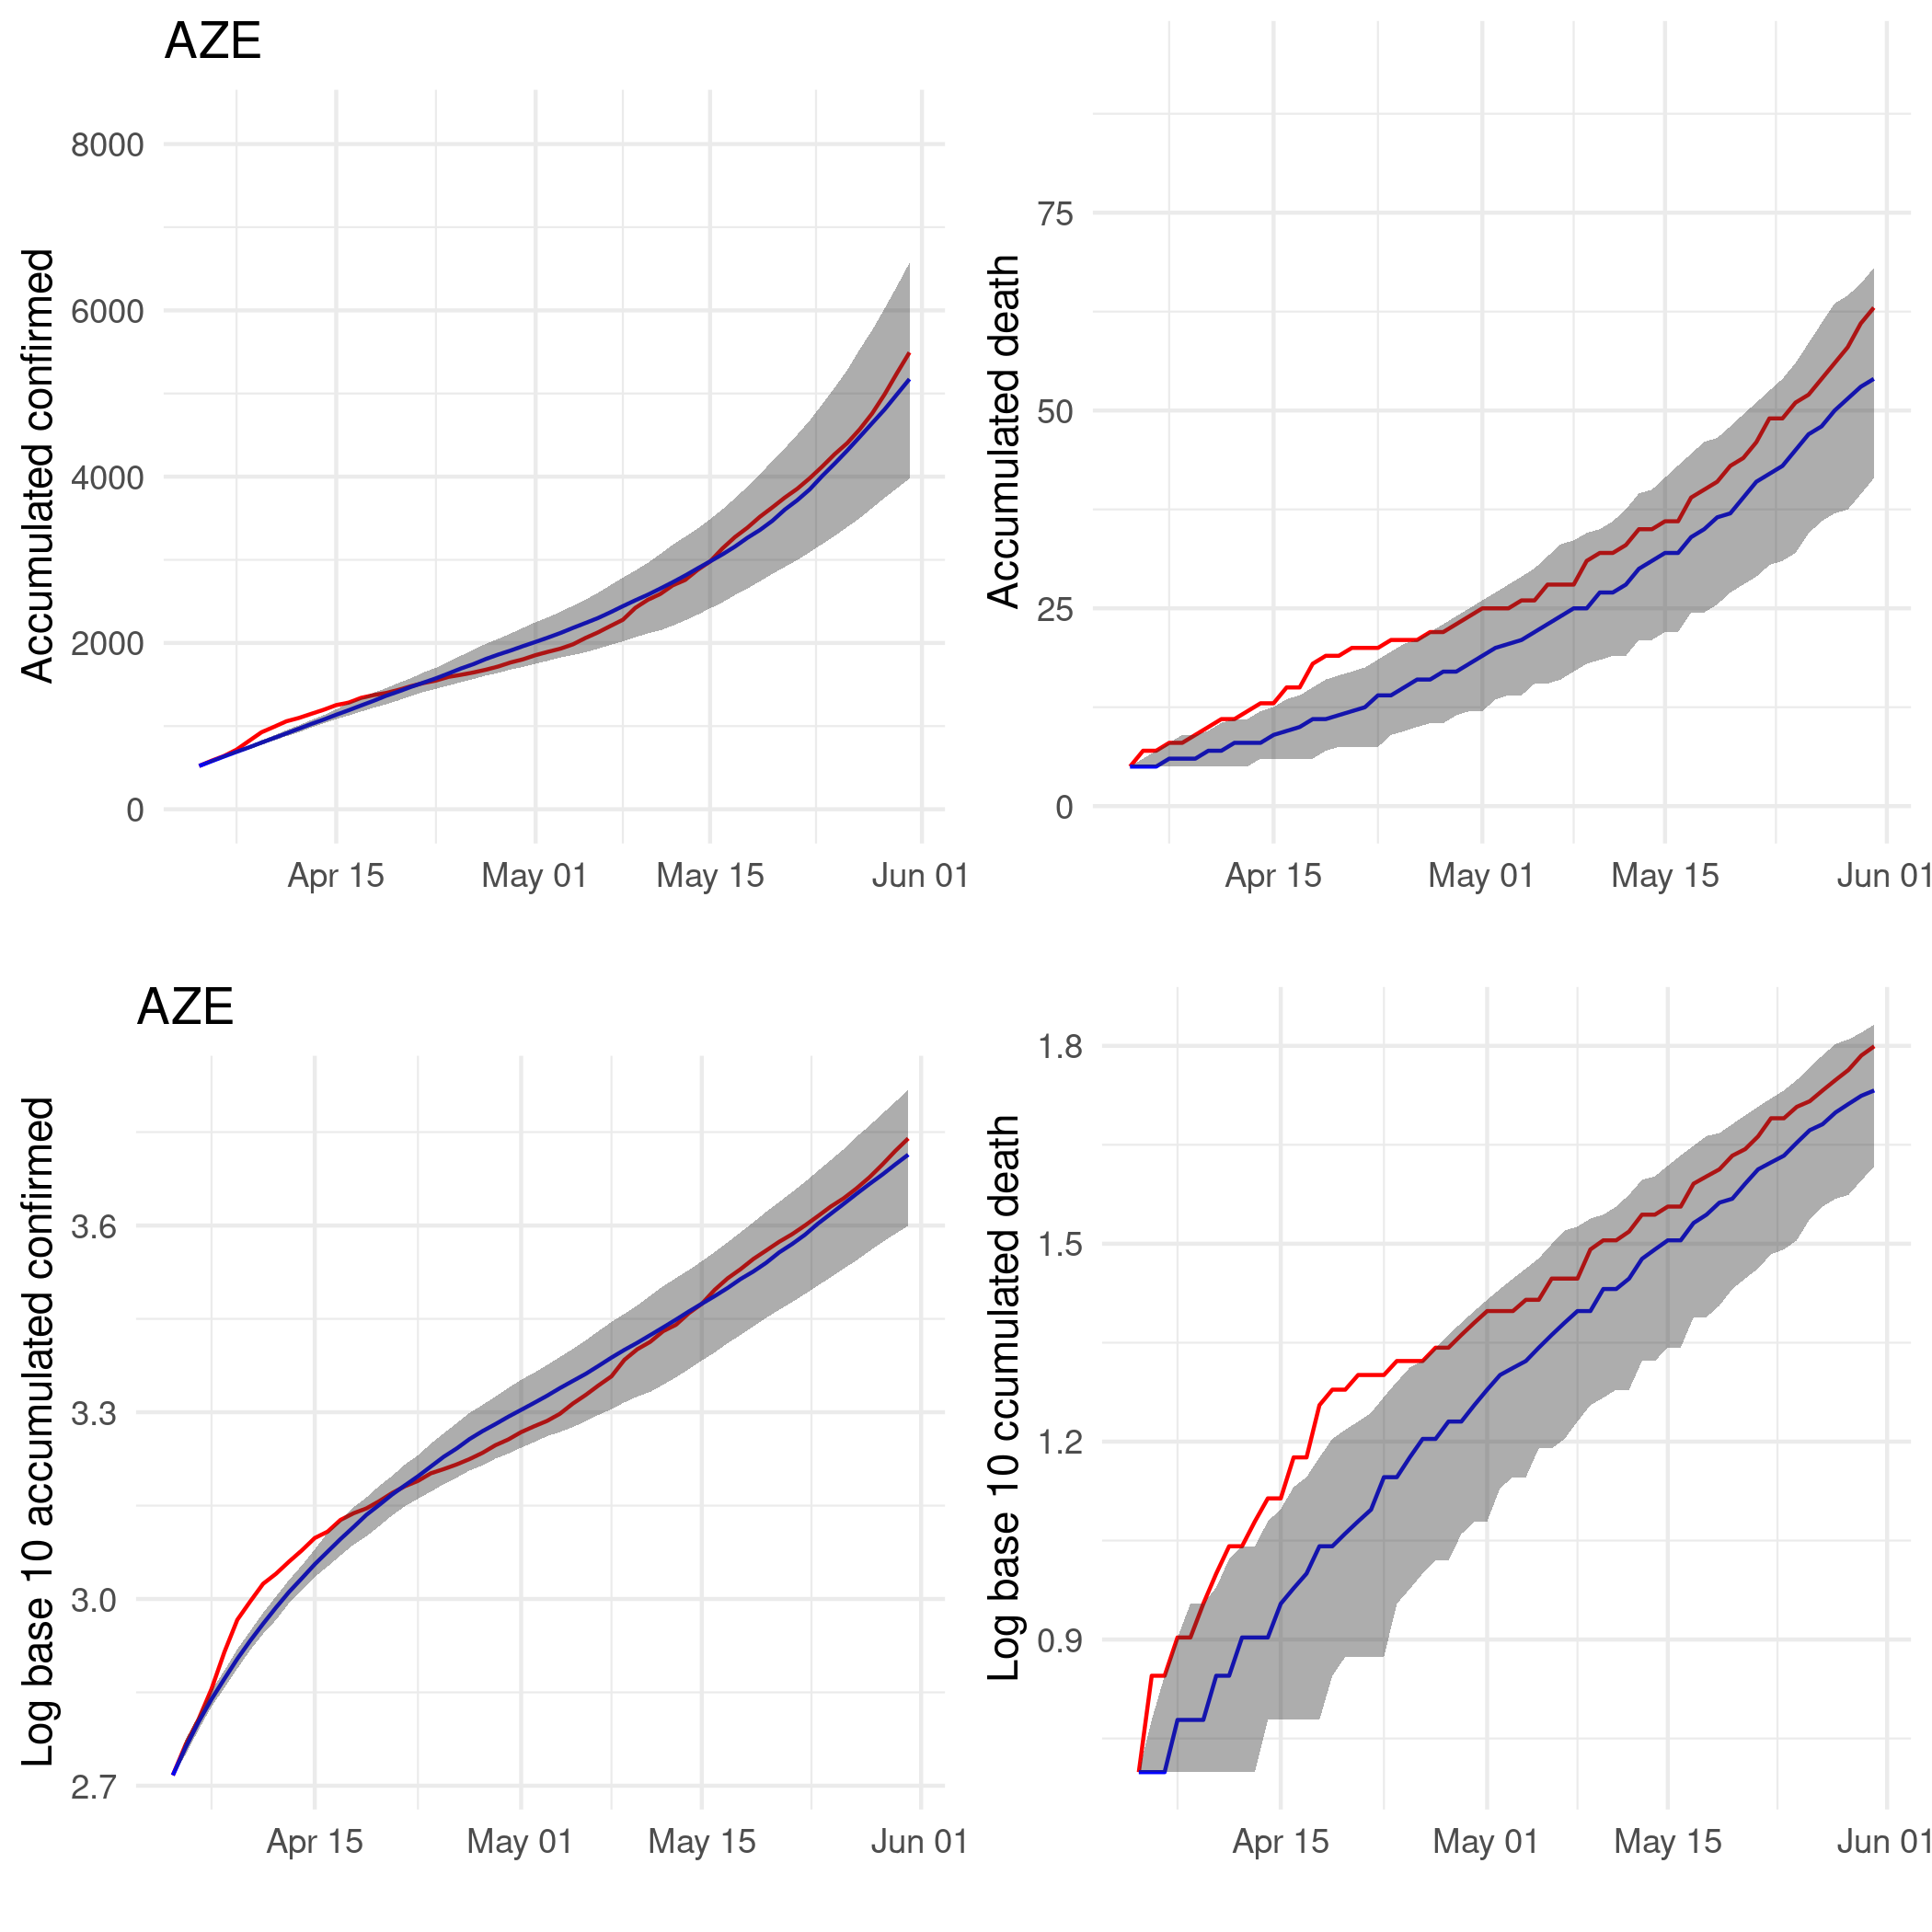 AZE
Accumulated confirmed
8000
6000
4000
2000
0
Apr 15 May 01 May 15 Jun 01
Accumulated death
75
50
25
0
Apr 15 May 01 May 15 Jun 01
AZE
Log base 10 accumulated confirmed
3.6
3.3
3.0
2.7
Apr 15 May 01 May 15 Jun 01
Log base 10 ccumulated death
1.8
1.5
1.2
0.9
Apr 15 May 01 May 15 Jun 01